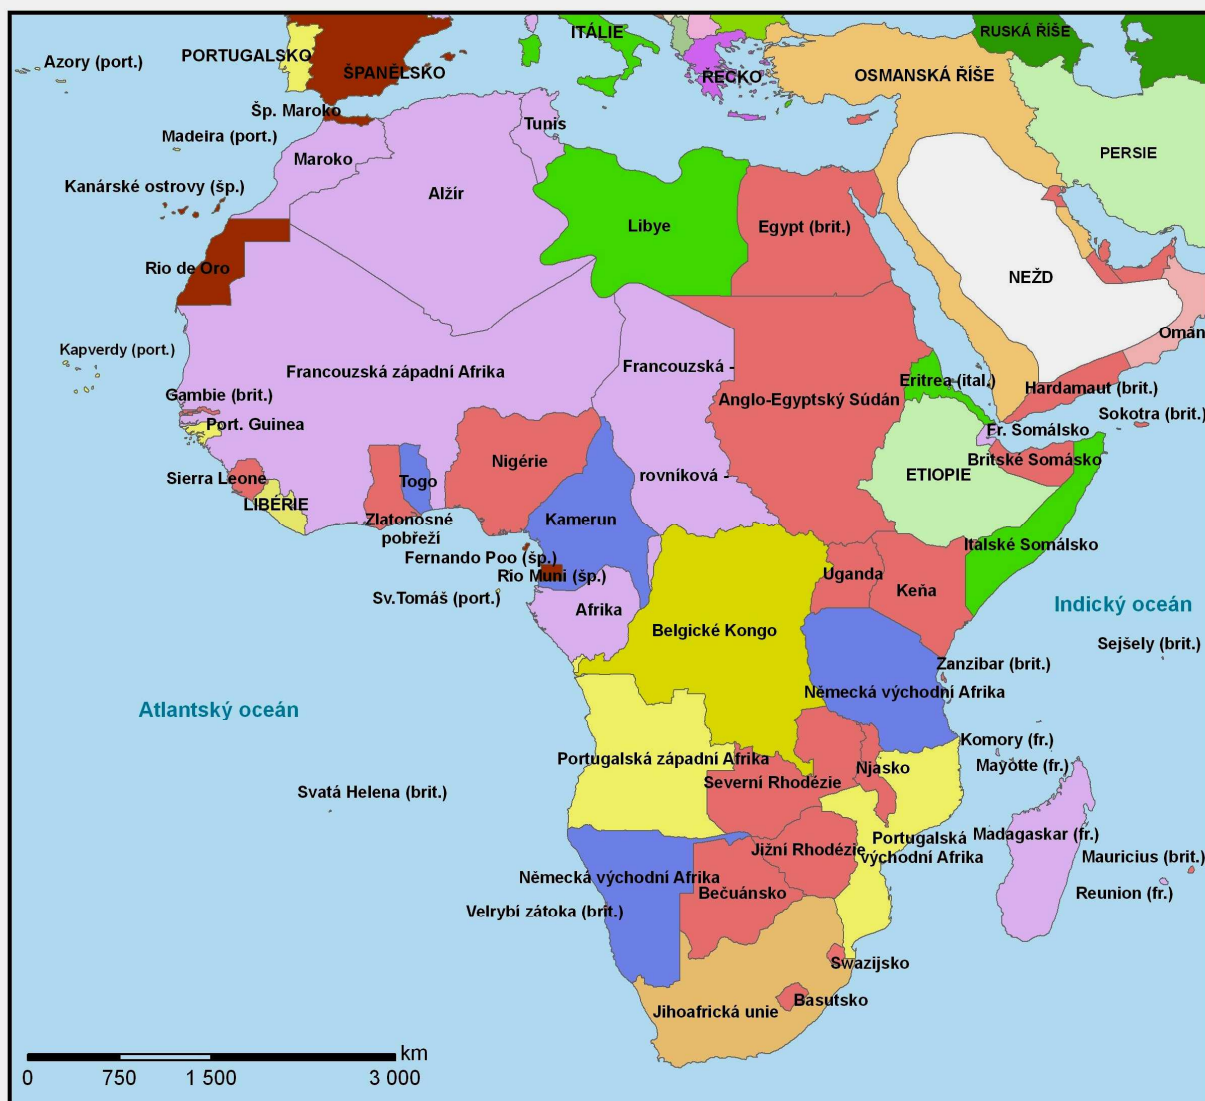 ITÁLIE
RUSKÁ ŘÍŠE
PORTUGALSKO
Azory (port.)
ŠPANĚLSKO
ŘECKO
OSMANSKÁ ŘÍŠE
Šp. Maroko
Tunis
Madeira (port.)
Maroko
PERSIE
Kanárské ostrovy (šp.)
Alžír
Libye
Egypt (brit.)
Rio de Oro
NEŽD
Omán
Kapverdy (port.)
Francouzská západní Afrika
Francouzská -
Eritrea (ital.)
Hardamaut (brit.)
Gambie (brit.)
Anglo-Egyptský Súdán
Sokotra (brit.)
Port. Guinea
Fr. Somálsko
Nigérie
Britské Somásko
Sierra Leone
Togo
rovníková -
ETIOPIE
LIBÉRIE
Zlatonosné
pobřeží
Kamerun
Italské Somálsko
Fernando Poo (šp.)
Rio Muni (šp.)
Uganda
Keňa
Sv.Tomáš (port.)
Afrika
Indický oceán
Belgické Kongo
Sejšely (brit.)
Zanzibar (brit.)
Německá východní Afrika
Atlantský oceán
Komory (fr.)
Portugalská západní Afrika
Mayotte (fr.)
Njasko
Severní Rhodézie
Svatá Helena (brit.)
Madagaskar (fr.)
Portugalská
východní Afrika
Jižní Rhodézie
Mauricius (brit.)
Německá východní Afrika
Bečuánsko
Reunion (fr.)
Velrybí zátoka (brit.)
Swazijsko
Basutsko
Jihoafrická unie
km
0 750 1 500 3 000